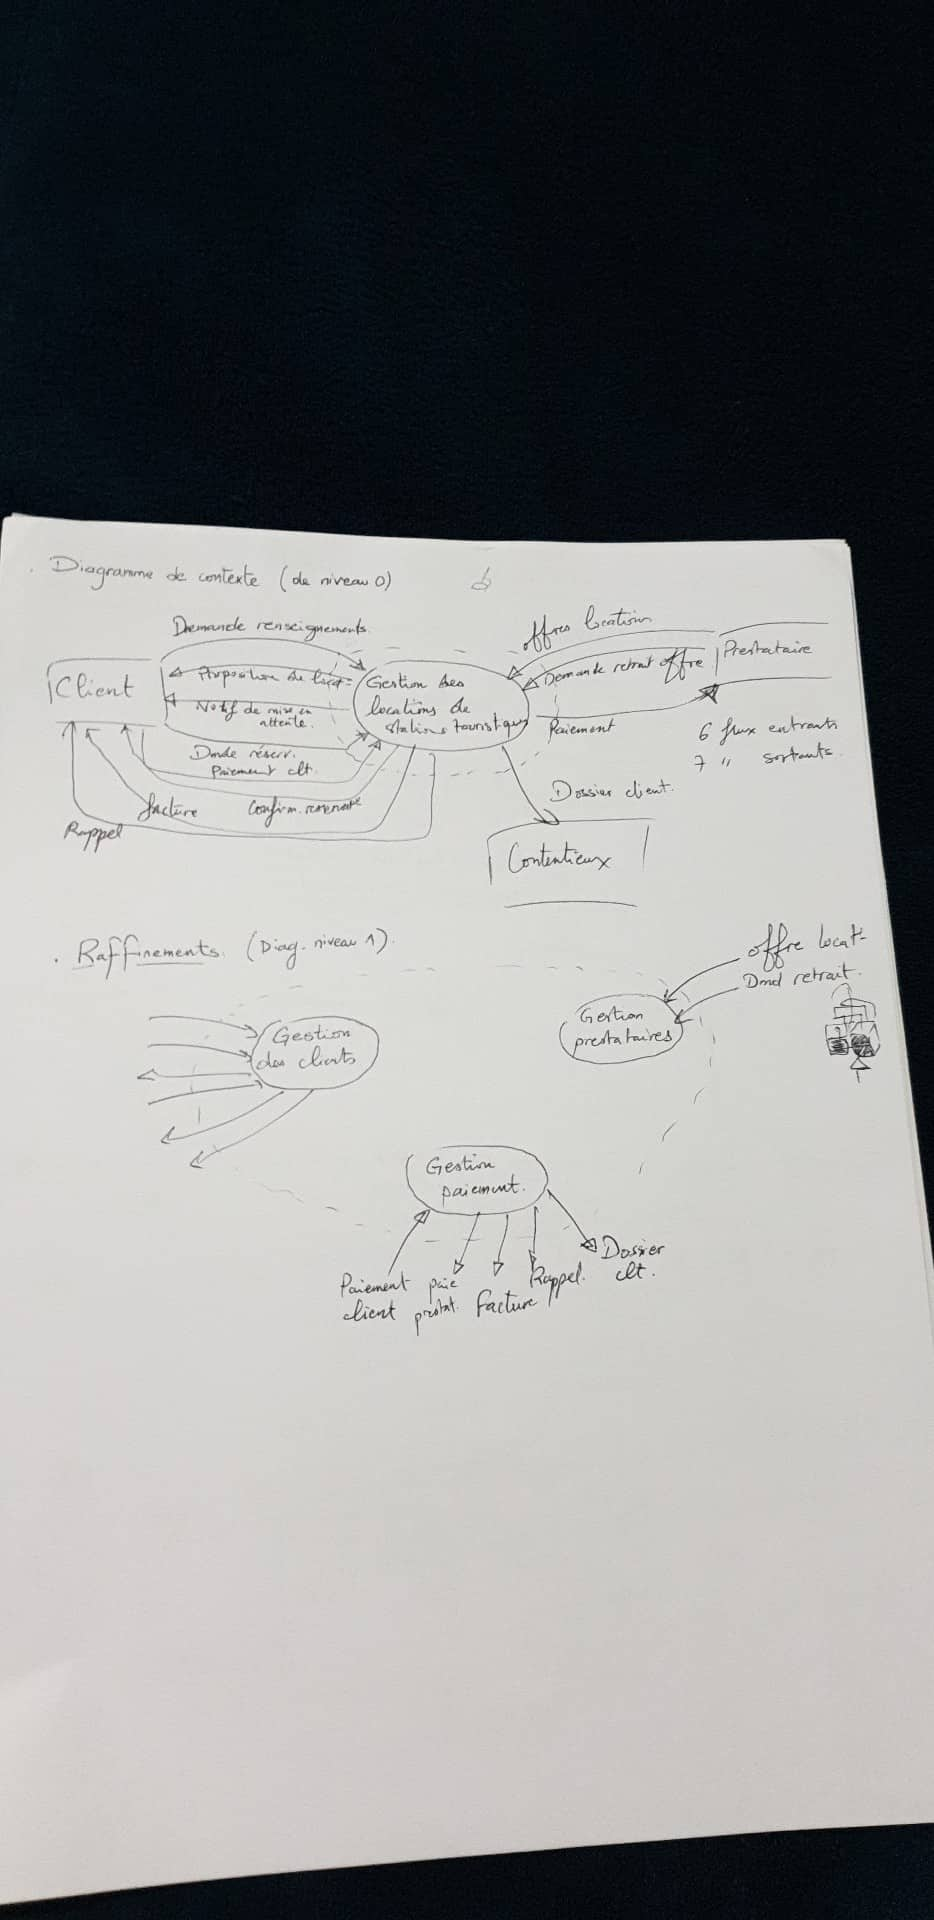 . Diagramme de contexte (de niveau 0)
Demande renseignements.
offres location
Prestataire
Client
Proposition de locat°
Gestion des
locations de
stations touristiques
Demande retrait offre
Notif de mise en
attente.
Paiement
6 flux entrants
7 " sortants.
Dmde réserv.
Paiement clt.
Dossier client.
facture
Confirm.
Rappel
Contentieux
. Raffinements. (Diag. niveau 1).
offre locat°
Dmd retrait.
Gestion
des clients
Gestion
prestataires
Gestion
paiement.
Paiement
client
paie
prestat.
Facture
Rappel.
Dossier
clt.